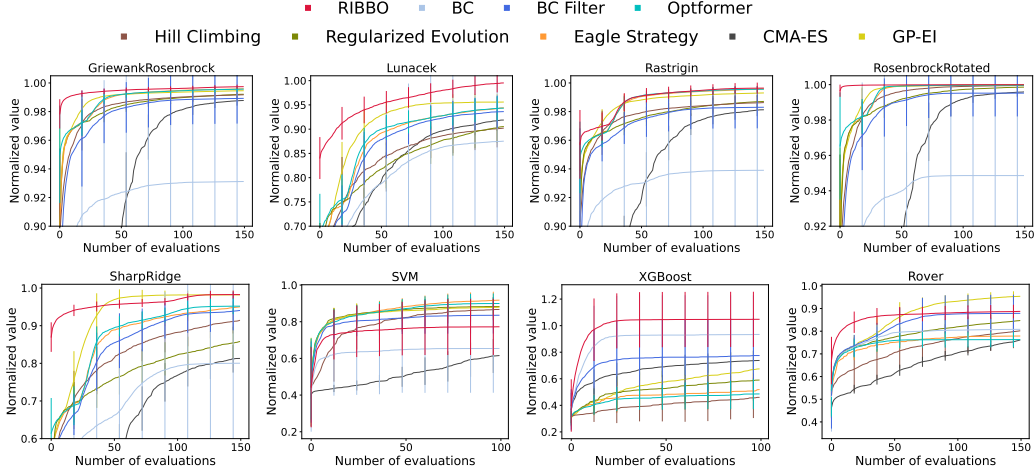 RIBBO BC BC Filter Optformer
Hill Climbing Regularized Evolution Eagle Strategy CMA-ES GP-EI
GriewankRosenbrock Lunacek Rastrigin RosenbrockRotated
Normalized value Normalized value Normalized value Normalized value
1.00 0.98 0.96 0.94 0.92 0.90
1.00 0.95 0.90 0.85 0.80 0.75 0.70
1.00 0.98 0.96 0.94 0.92 0.90
1.00 0.98 0.96 0.94 0.92
0 50 100 150 0 50 100 150 0 50 100 150 0 50 100 150
Number of evaluations Number of evaluations Number of evaluations Number of evaluations
SharpRidge SVM XGBoost Rover
Normalized value Normalized value Normalized value Normalized value
1.0 0.9 0.8 0.7 0.6
1.0 0.8 0.6 0.4 0.2
1.2 1.0 0.8 0.6 0.4 0.2
1.0 0.9 0.8 0.7 0.6 0.5 0.4
0 50 100 150 0 50 100 0 50 100 0 50 100 150
Number of evaluations Number of evaluations Number of evaluations Number of evaluations